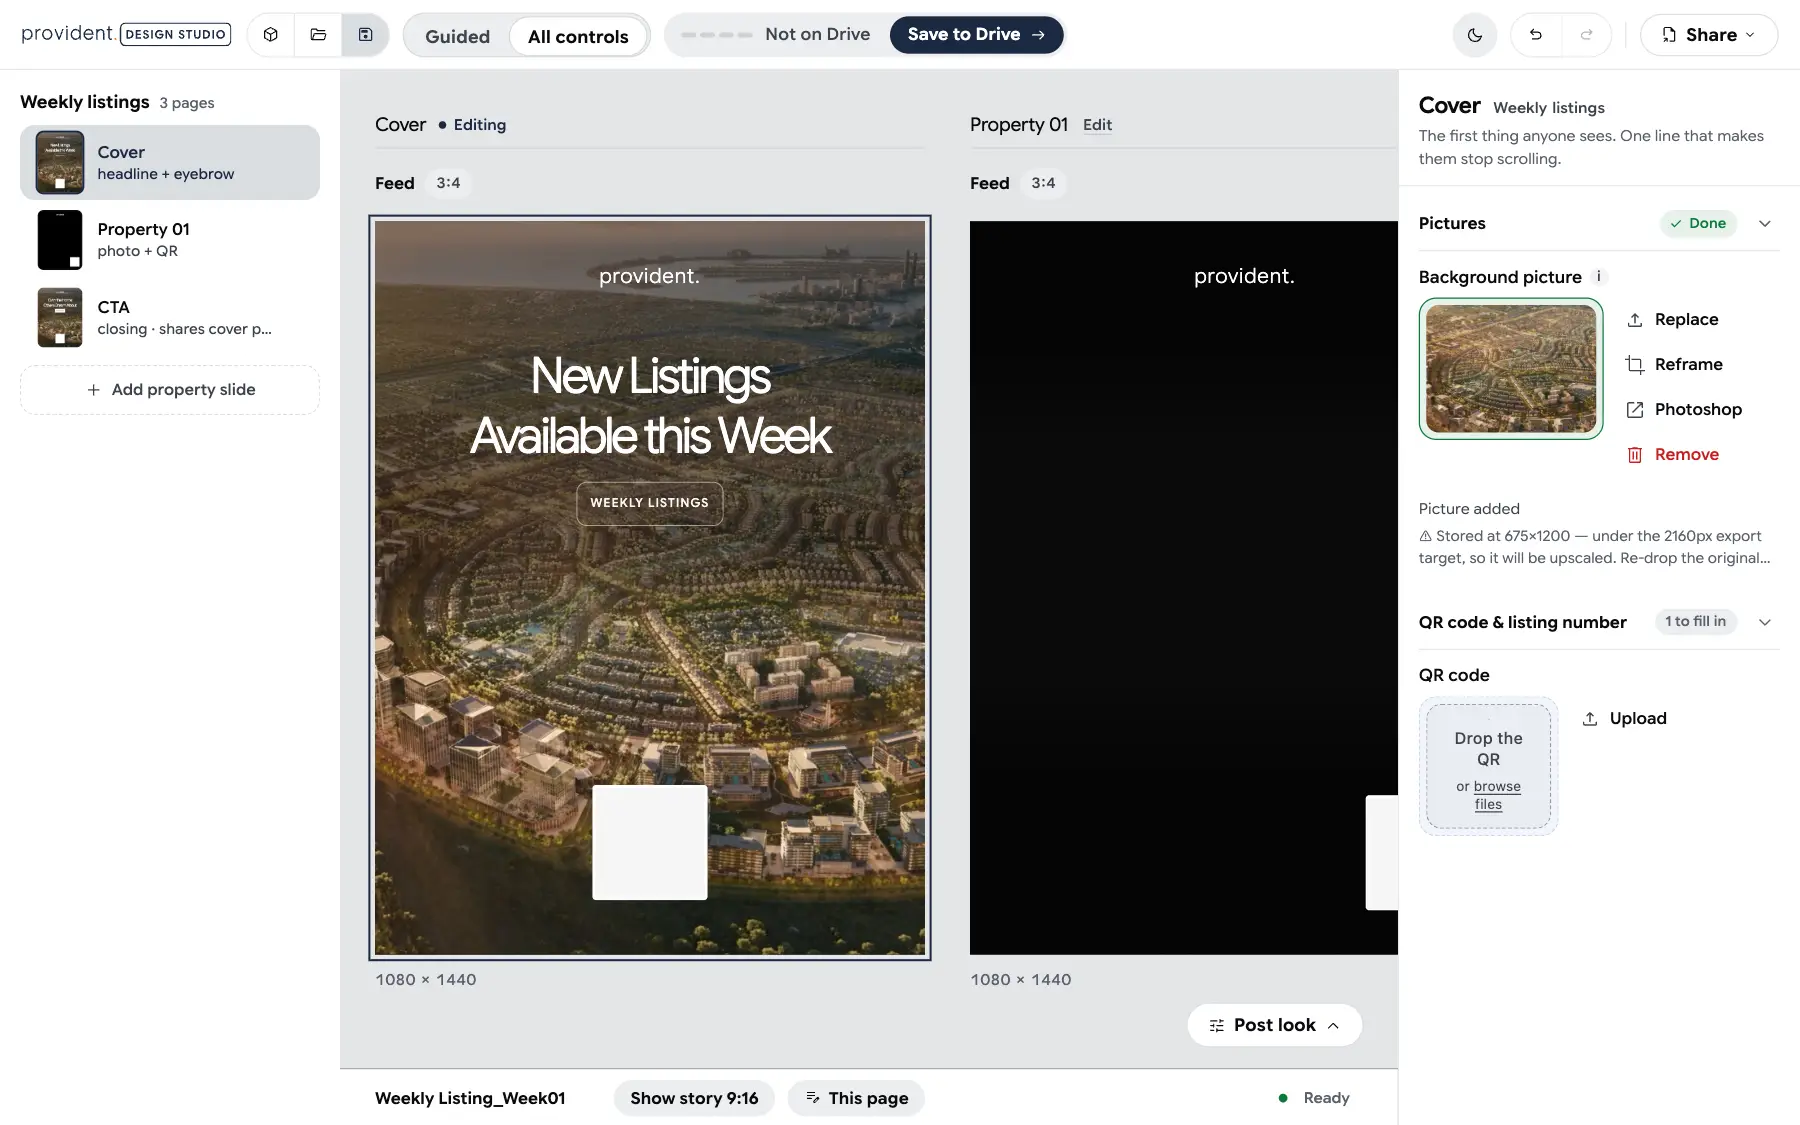 provident. DESIGN STUDIO
Guided
All controls
Not on Drive
Save to Drive →
Share
Weekly listings 3 pages
Cover
headline + eyebrow
Property 01
photo + QR
CTA
closing · shares cover p...
+ Add property slide
Cover • Editing
Feed 3:4
provident.
New Listings
Available this Week
WEEKLY LISTINGS
1080 × 1440
Property 01 Edit
Feed 3:4
provident.
1080 × 1440
Post look
Weekly Listing_Week01
Show story 9:16
This page
Ready
Cover Weekly listings
The first thing anyone sees. One line that makes
them stop scrolling.
Pictures
Done
Background picture i
Replace
Reframe
Photoshop
Remove
Picture added
⚠ Stored at 675×1200 — under the 2160px export
target, so it will be upscaled. Re-drop the original...
QR code & listing number
1 to fill in
QR code
Drop the
QR
or browse
files
Upload